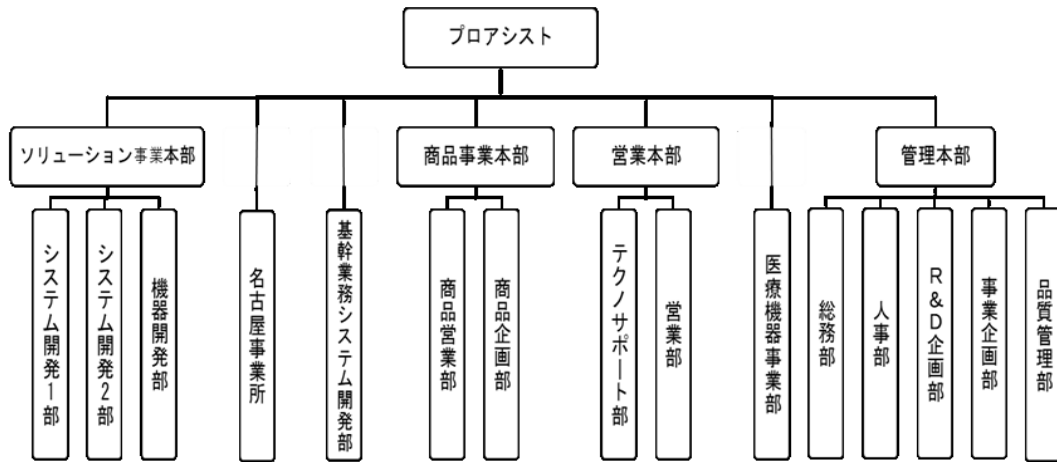 プロアシスト
ソリューション事業本部
商品事業本部
営業本部
管理本部
システム開発1部
システム開発2部
機器開発部
名古屋事業所
基幹業務システム開発部
商品営業部
商品企画部
テクノサポート部
営業部
医療機器事業部
総務部
人事部
R&D企画部
事業企画部
品質管理部